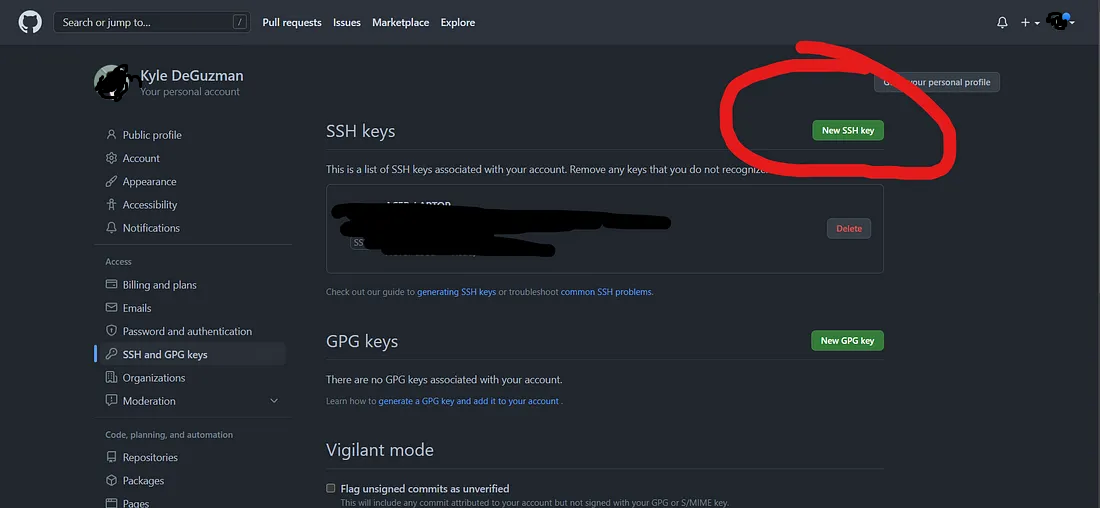 Search or jump to... /
Pull requests Issues Marketplace Explore
Kyle DeGuzman
Your personal account
your personal profile
Public profile
Account
Appearance
Accessibility
Notifications
Access
Billing and plans
Emails
Password and authentication
SSH and GPG keys
Organizations
Moderation
Code, planning, and automation
Repositories
Packages
Pages
SSH keys
New SSH key
This is a list of SSH keys associated with your account. Remove any keys that you do not recognize.
LAPTOP
Delete
Check out our guide to generating SSH keys or troubleshoot common SSH problems.
GPG keys
New GPG key
There are no GPG keys associated with your account.
Learn how to generate a GPG key and add it to your account .
Vigilant mode
Flag unsigned commits as unverified
This will include any commit attributed to your account but not signed with your GPG or S/MIME key.